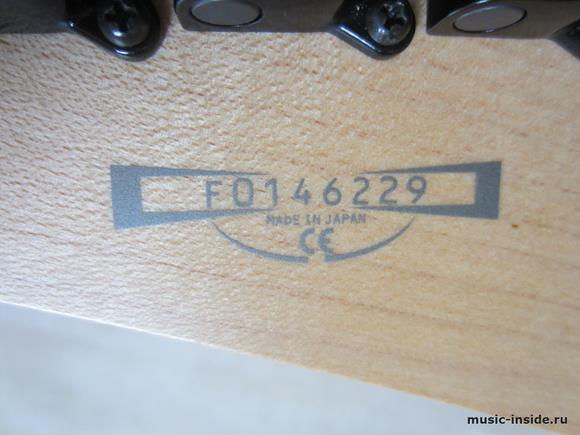 F0146229
MADE IN JAPAN
CE
music-inside.ru